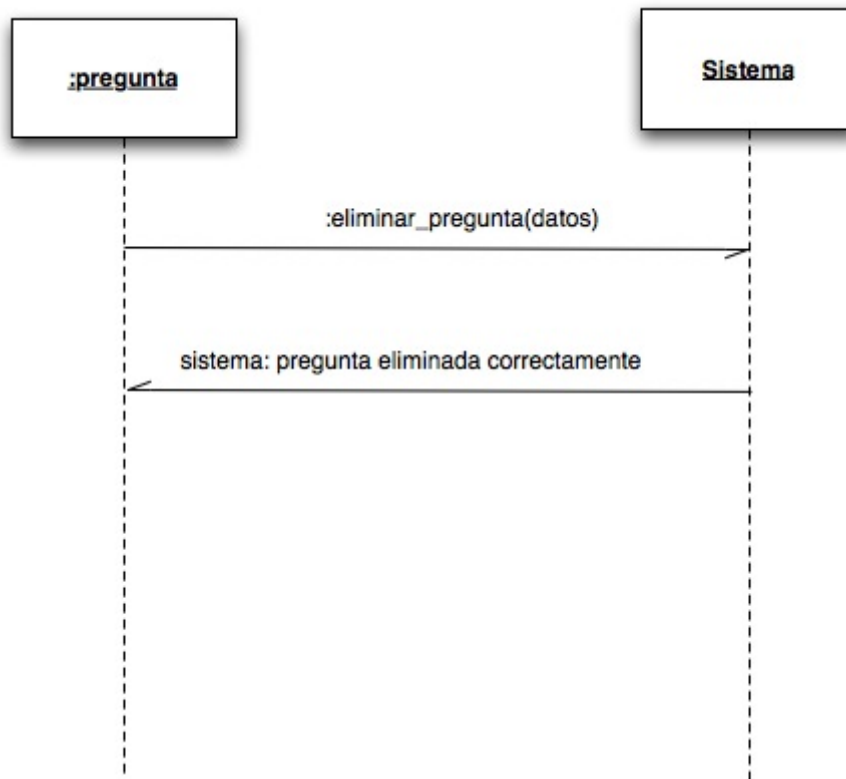 :pregunta
Sistema
:eliminar_pregunta(datos)
sistema: pregunta eliminada correctamente